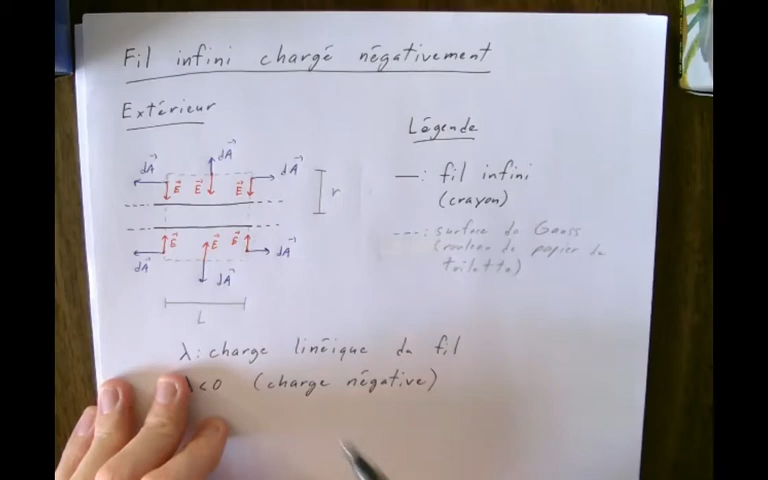 Fil infini chargé négativement
Extérieur
Légende
dA dA dA
E E E
r
—: fil infini
(crayon)
---: surface de Gauss
(rouleau de papier de
toilette)
E E E
dA dA dA
L
λ: charge linéique du fil
λ<0 (charge négative)